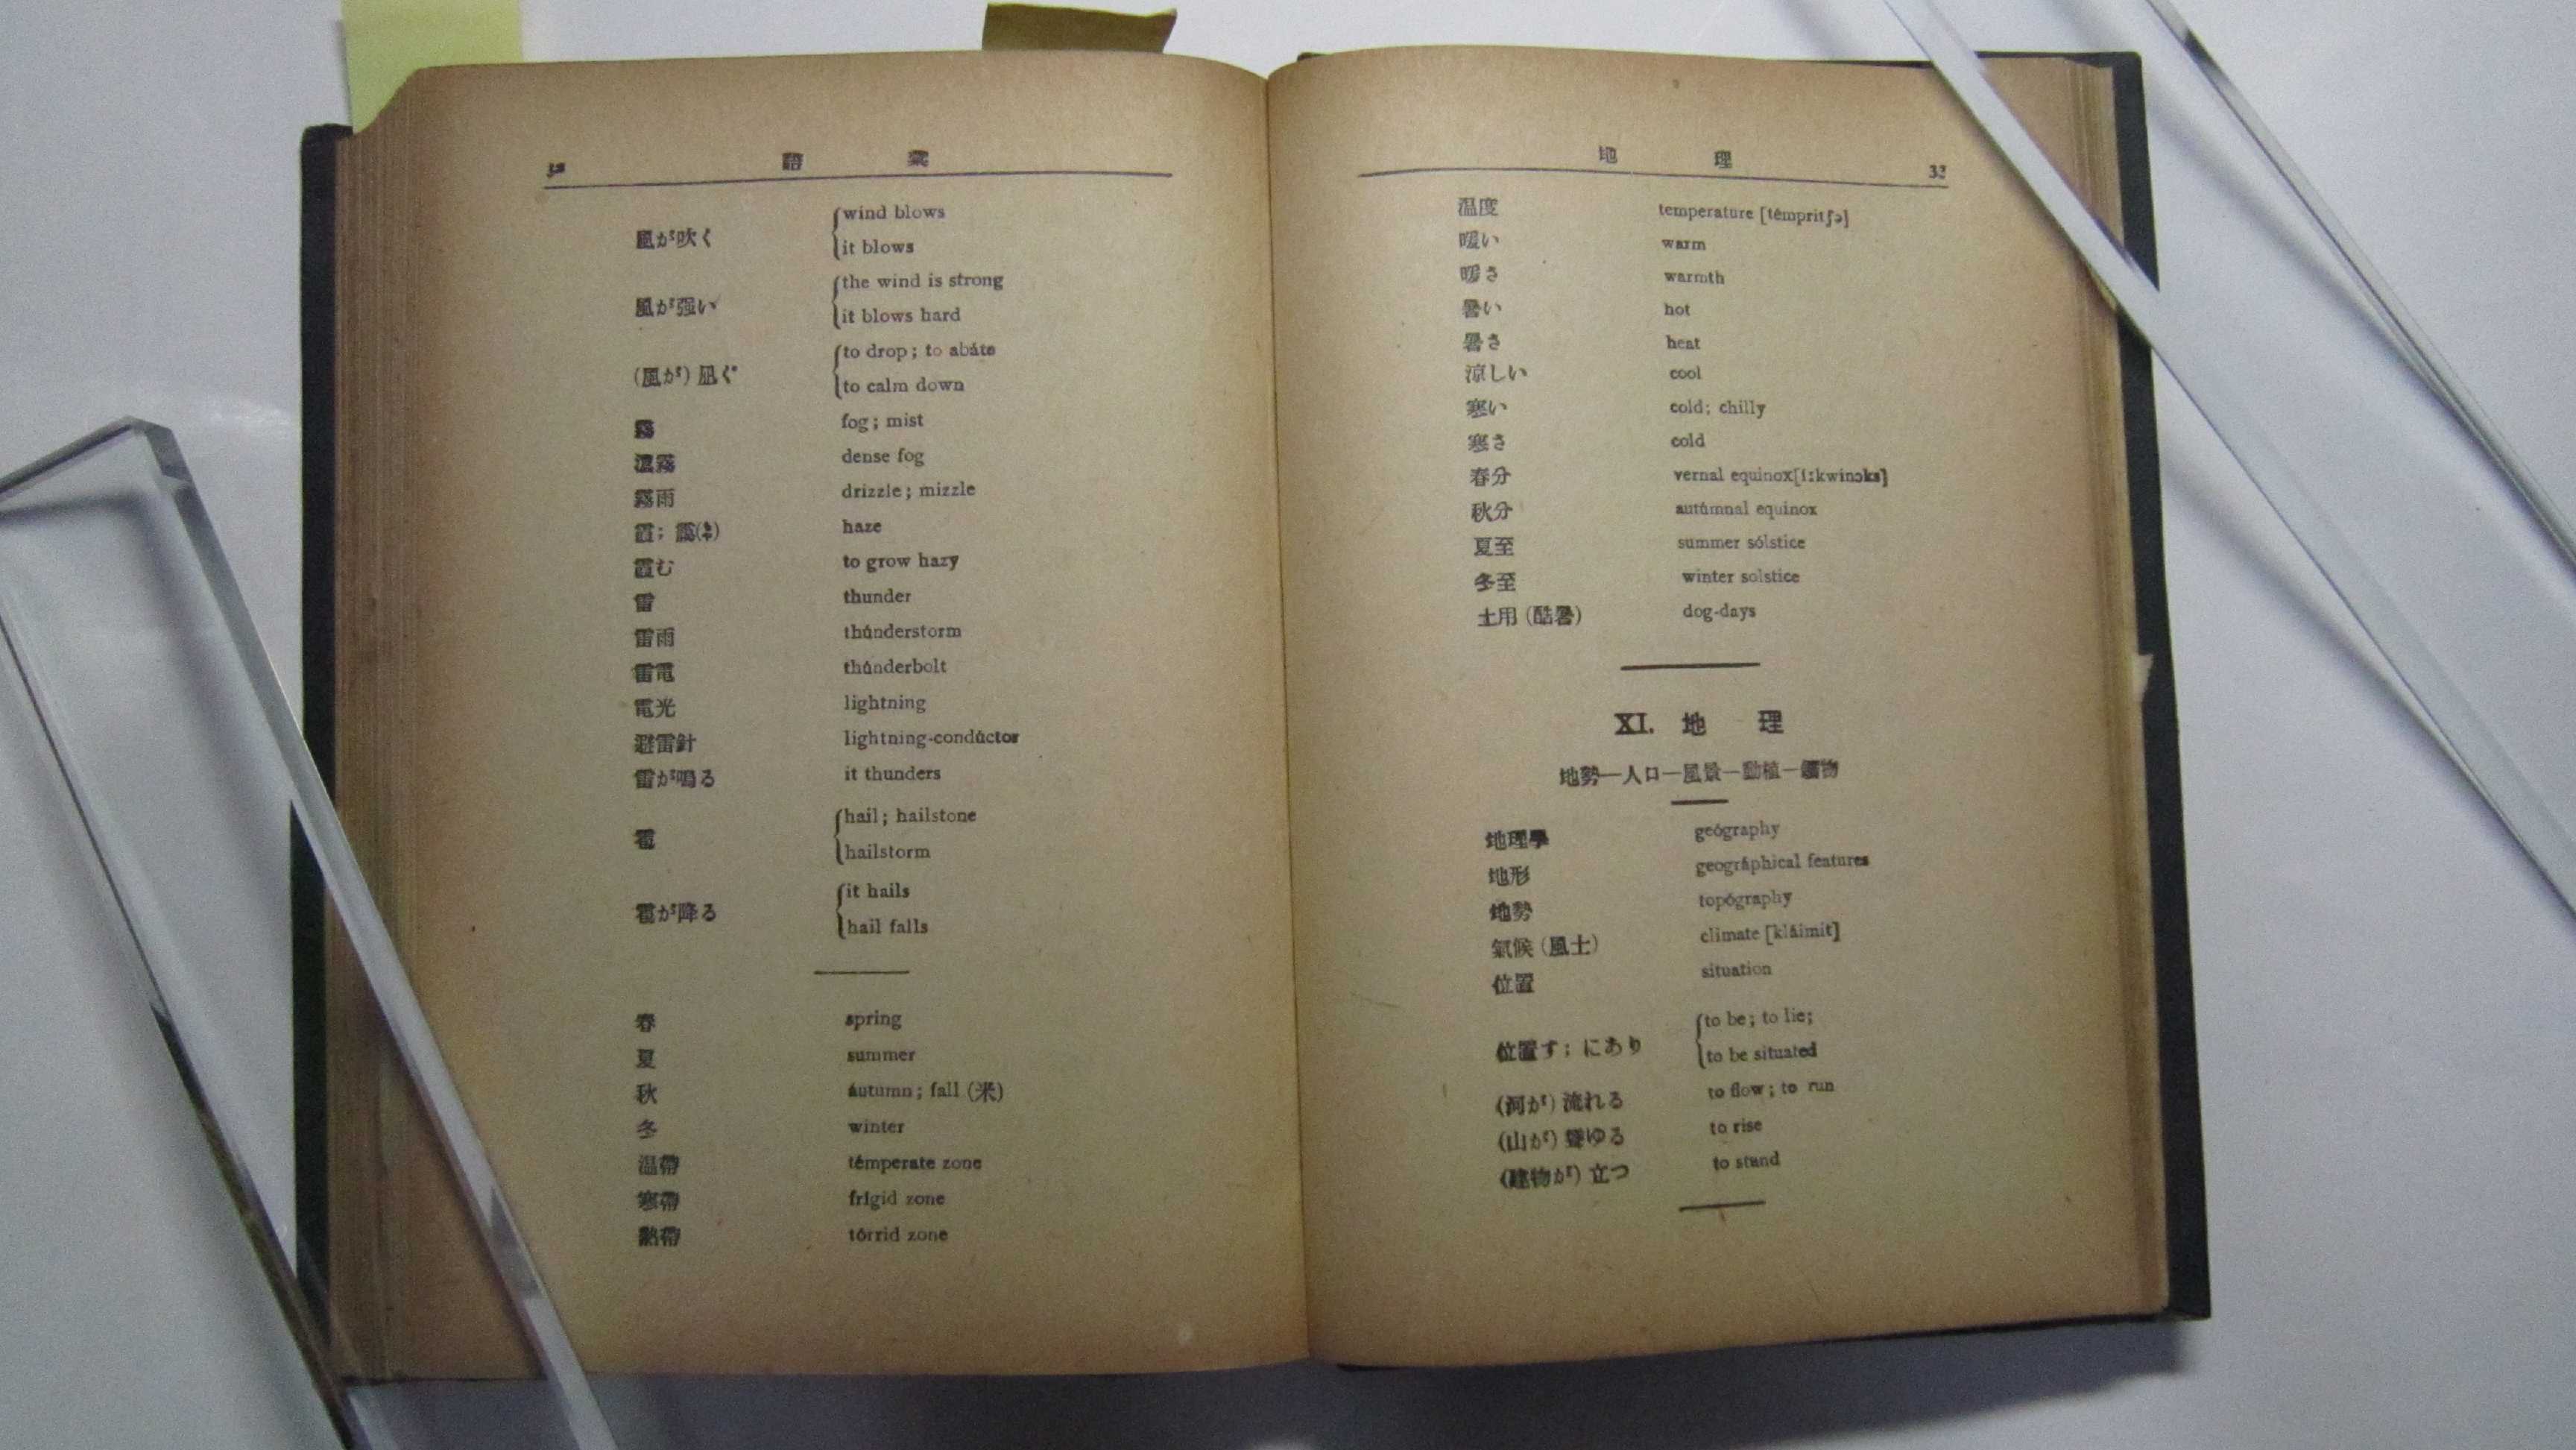 語 彙
風が吹く wind blows
it blows
風が强い the wind is strong
it blows hard
(風が) 凪ぐ to drop; to abáte
to calm down
霧 fog; mist
濃霧 dense fog
霧雨 drizzle; mizzle
霞; 靄 haze
霞む to grow hazy
雷 thunder
雷雨 thúnderstorm
雷電 thúnderbolt
電光 lightning
避雷針 lightning-condúctor
雷が鳴る it thunders
雹 hail; hailstone
hailstorm
雹が降る it hails
hail falls
春 spring
夏 summer
秋 áutumn; fall (米)
冬 winter
温帶 témperate zone
寒帶 frígid zone
熱帶 tórrid zone
地 理 33
温度 temperature [témpritʃə]
暖い warm
暖さ warmth
暑い hot
暑さ heat
涼しい cool
寒い cold; chilly
寒さ cold
春分 vernal equinox[í:kwinɔks]
秋分 autúmnal equinox
夏至 summer sólstice
冬至 winter solstice
土用 (酷暑) dog-days
XI. 地 理
地勢—人口—風景—動植—鑛物
地理學 geógraphy
地形 geográphical features
地勢 topógraphy
氣候 (風土) climate [kláimit]
位置 situation
位置す; にあり to be; to lie;
to be situated
(河が) 流れる to flow; to run
(山が) 聳ゆる to rise
(建物が) 立つ to stand